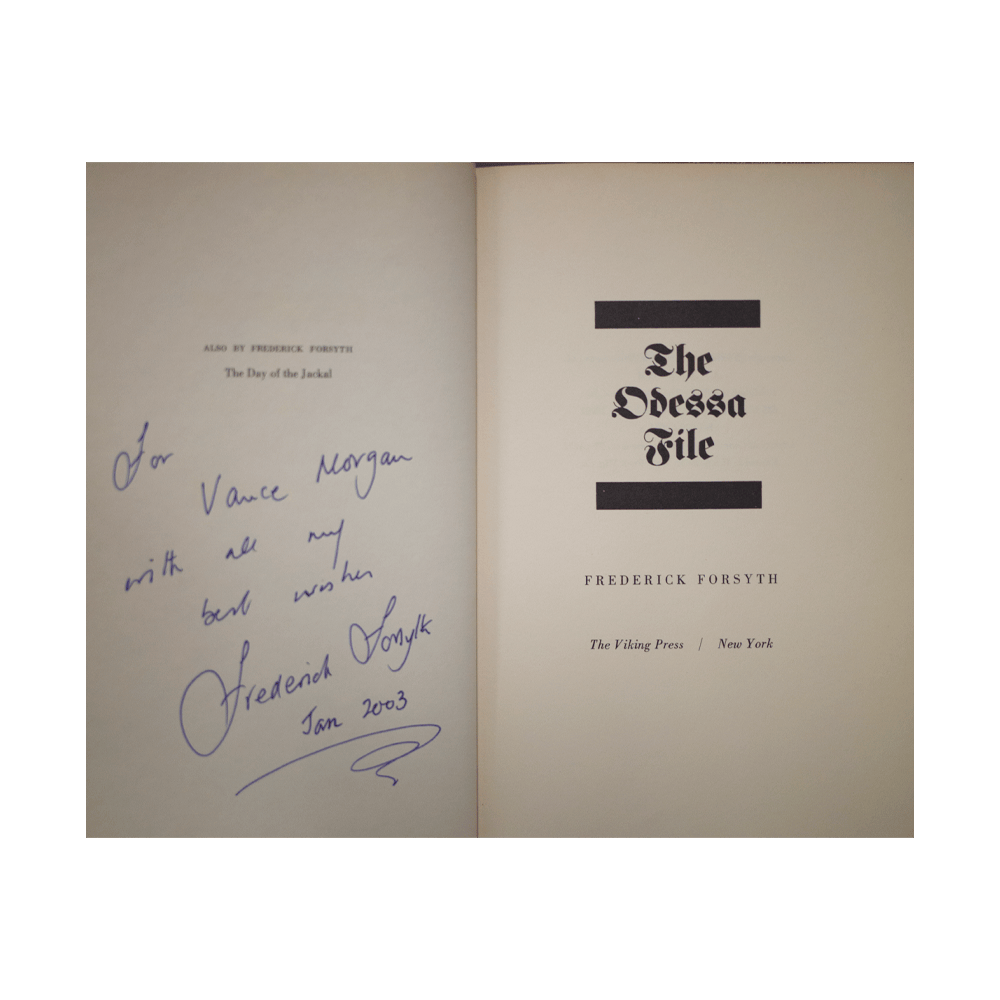 ALSO BY FREDERICK FORSYTH
The Day of the Jackal
For
Vance Morgan
with all my
best wishes
Frederick Forsyth
Jan 2003
The
Odessa
File
FREDERICK FORSYTH
The Viking Press / New York